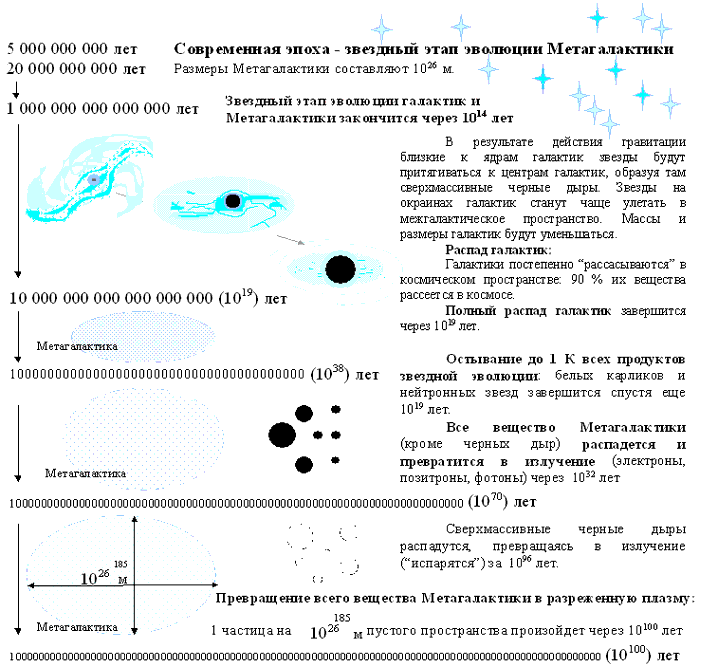 5 000 000 000 лет
Современная эпоха - звездный этап эволюции Метагалактики
20 000 000 000 лет
Размеры Метагалактики составляют 10²⁶ м.
1 000 000 000 000 000 лет
Звездный этап эволюции галактик и
Метагалактики закончится через 10¹⁴ лет
В результате действия гравитации
близкие к ядрам галактик звезды будут
притягиваться к центрам галактик, образуя там
сверхмассивные черные дыры. Звезды на
окраинах галактик станут чаще улетать в
межгалактическое пространство. Массы и
размеры галактик будут уменьшаться.
Распад галактик:
Галактики постепенно “рассасываются” в
космическом пространстве: 90 % их вещества
рассеется в космосе.
Полный распад галактик завершится
через 10¹⁹ лет.
10 000 000 000 000 000 000 (10¹⁹) лет
Метагалактика
(10³⁸) лет
Остывание до 1 К всех продуктов
звездной эволюции: белых карликов и
нейтронных звезд завершится спустя еще
10¹⁹ лет.
Все вещество Метагалактики
(кроме черных дыр) распадется и
превратится в излучение (электроны,
позитроны, фотоны) через 10³² лет
Метагалактика
(10⁷⁰) лет
Сверхмассивные черные дыры
распадутся, превращаясь в излучение
(“испарятся”) за 10⁹⁶ лет.
10²⁶ ¹⁸⁵ м
Превращение всего вещества Метагалактики в разреженную плазму:
Метагалактика
1 частица на 10²⁶ ¹⁸⁵ м пустого пространства произойдет через 10¹⁰⁰ лет
(10¹⁰⁰) лет